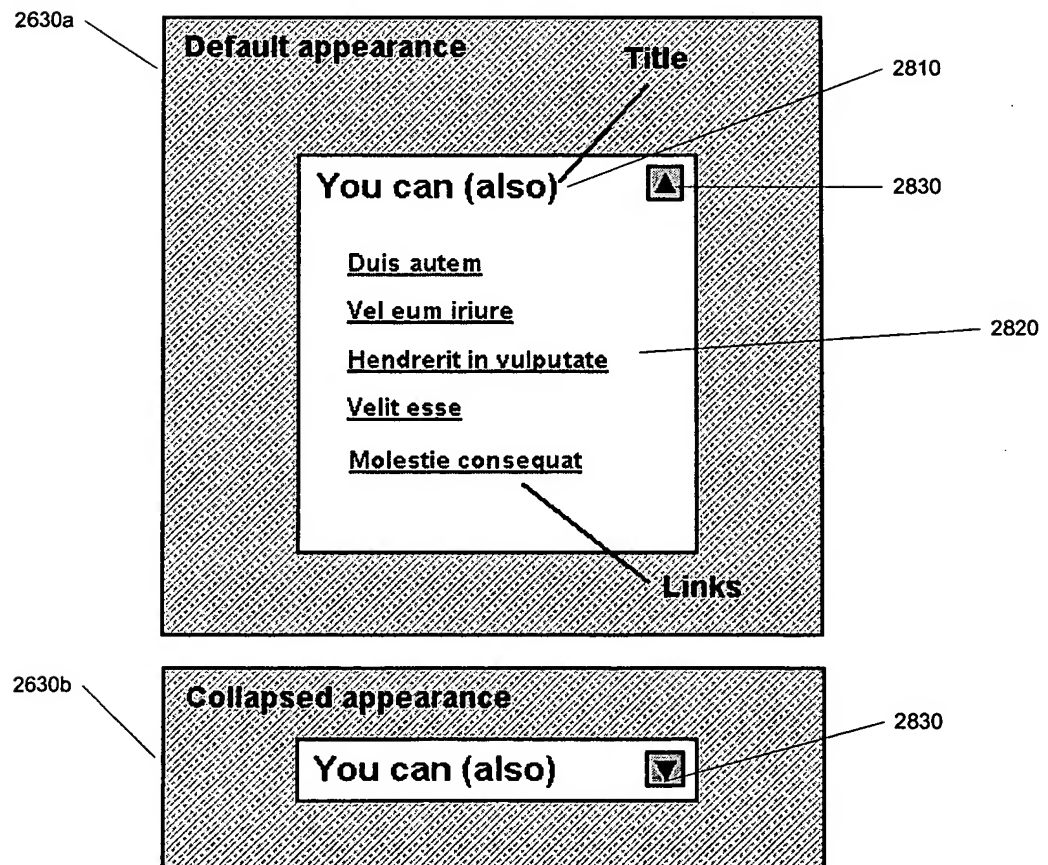 2630a
Default appearance
Title
2810
You can (also)
2830
Duis autem
Vel eum iriure
2820
Hendrerit in vulputate
Velit esse
Molestie consequat
Links
2630b
Collapsed appearance
2830
You can (also)